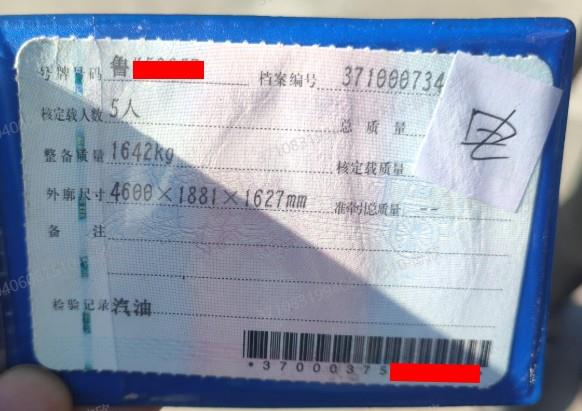 号牌号码 鲁 档案编号 371000734
核定载人数 5人 总质量
整备质量 1642kg 核定载质量
外廓尺寸 4600×1881×1627mm 准牵引总质量 --
备注
检验记录 汽油
*37000375